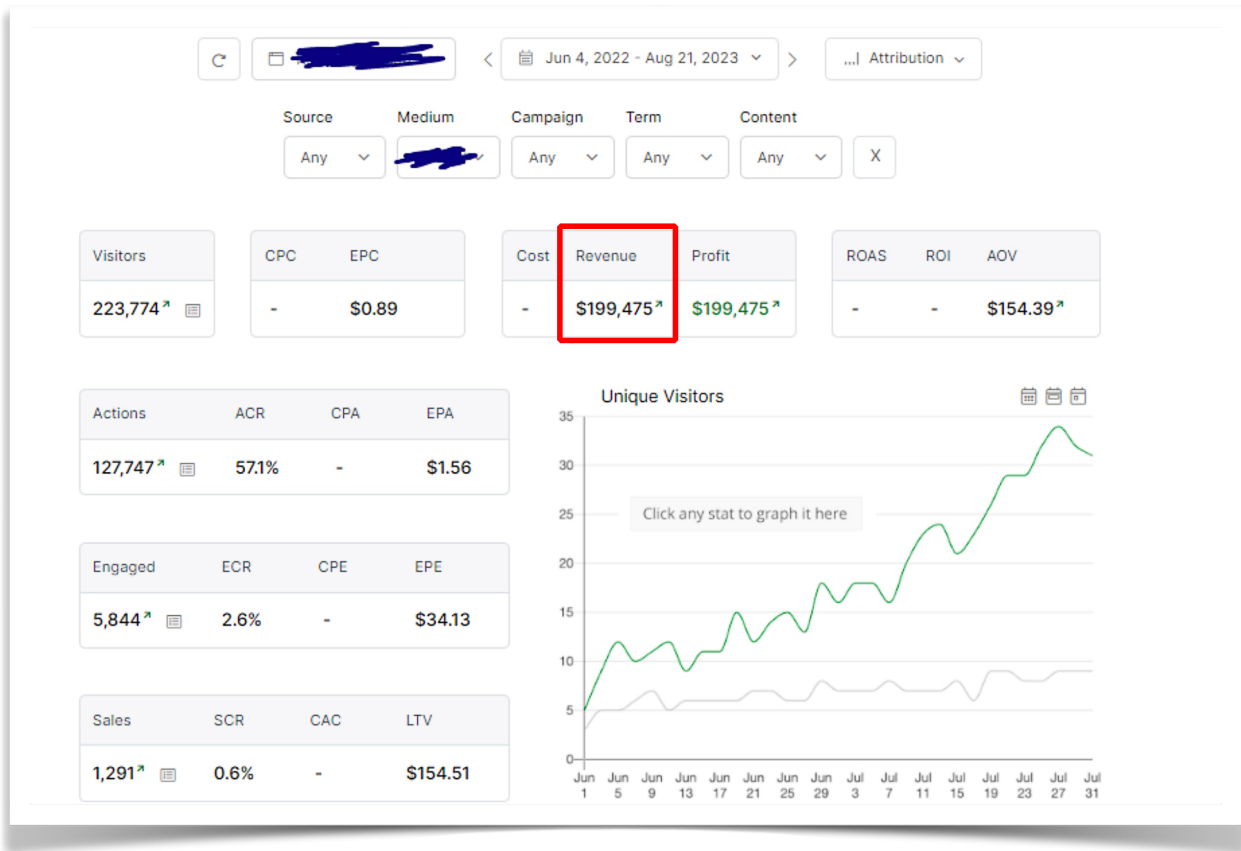 Jun 4, 2022 - Aug 21, 2023
...| Attribution
Source Medium Campaign Term Content
Any Any Any Any X
Visitors CPC EPC Cost Revenue Profit ROAS ROI AOV
223,774 - $0.89 - $199,475 $199,475 - - $154.39
Actions ACR CPA EPA
127,747 57.1% - $1.56
Engaged ECR CPE EPE
5,844 2.6% - $34.13
Sales SCR CAC LTV
1,291 0.6% - $154.51
Unique Visitors
35
30
25
Click any stat to graph it here
20
15
10
5
0
Jun Jun Jun Jun Jun Jun Jun Jun Jul Jul Jul Jul Jul Jul Jul Jul
1 5 9 13 17 21 25 29 3 7 11 15 19 23 27 31